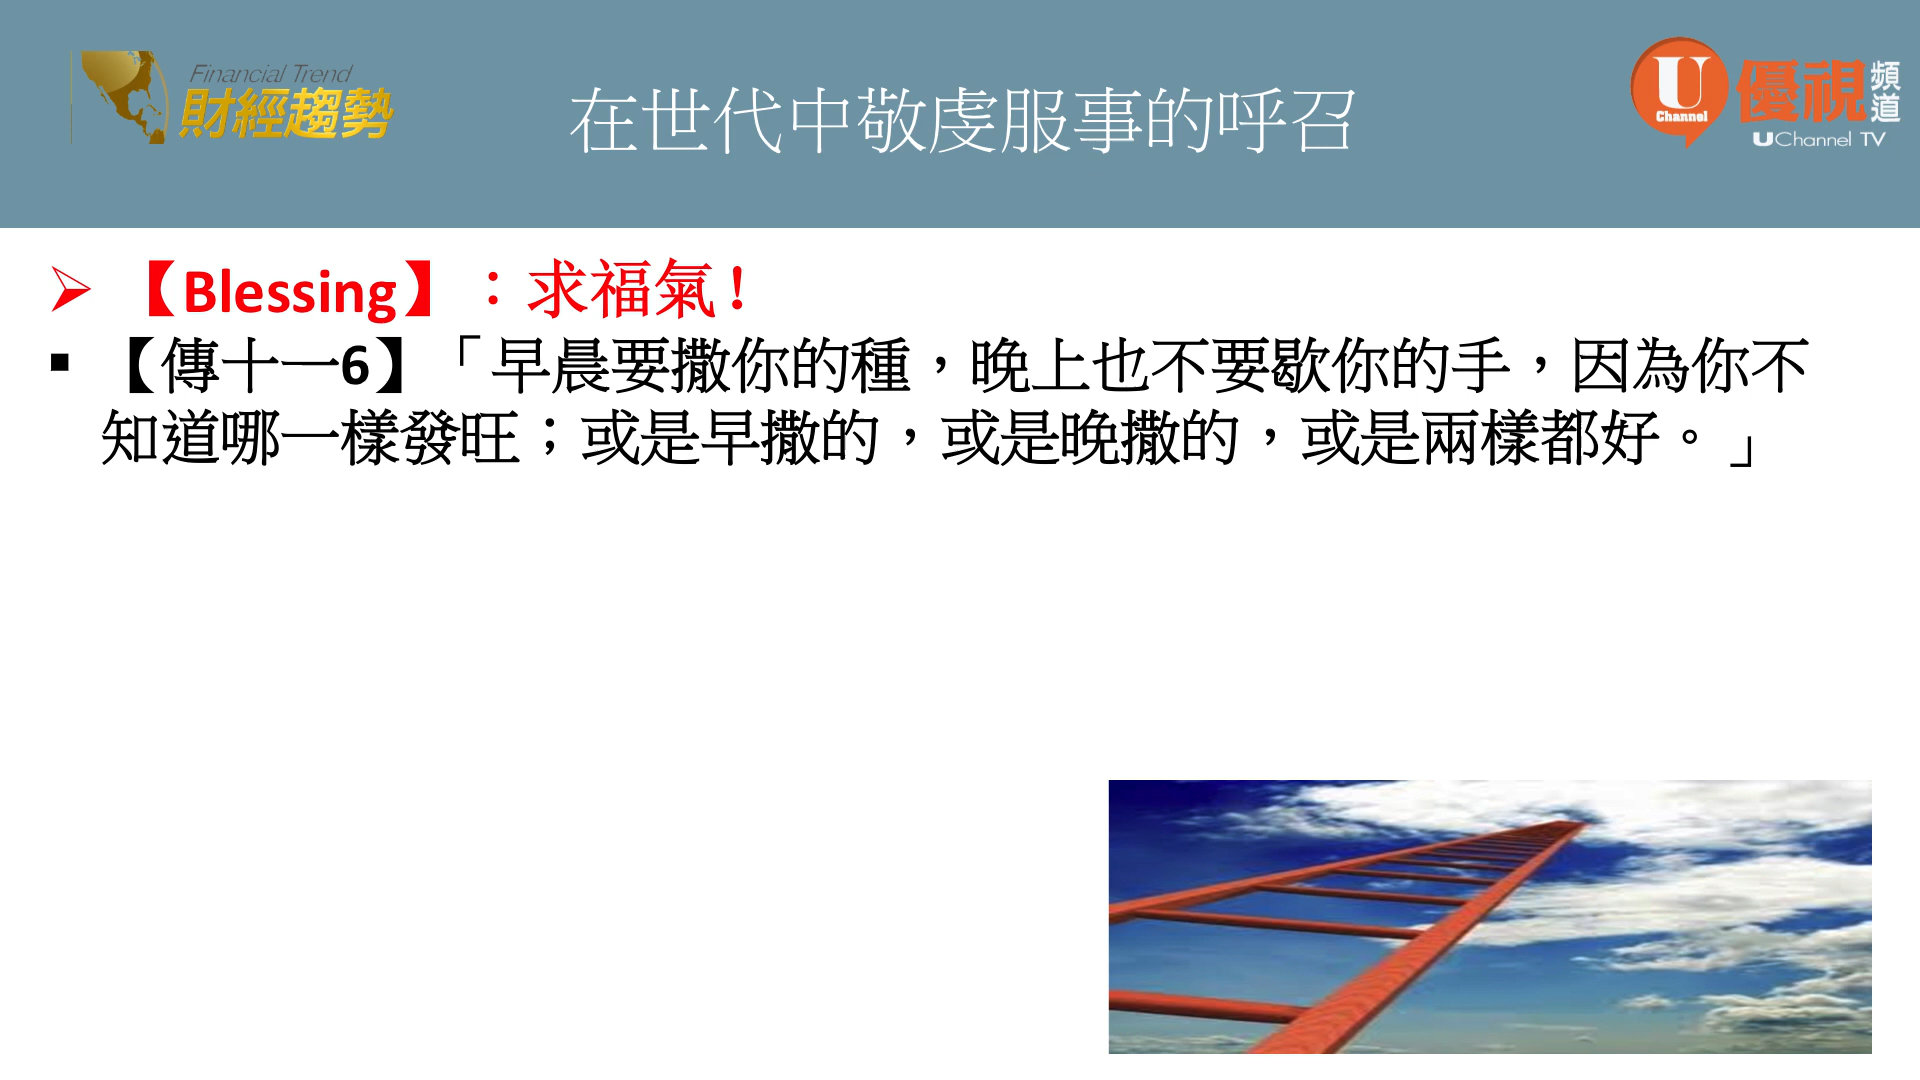 Financial Trend
財經趨勢
在世代中敬虔服事的呼召
U
Channel
優視頻道
UChannel TV
➢ 【Blessing】：求福氣！
▪ 【傳十一6】「早晨要撒你的種，晚上也不要歇你的手，因為你不
知道哪一樣發旺；或是早撒的，或是晚撒的，或是兩樣都好。」